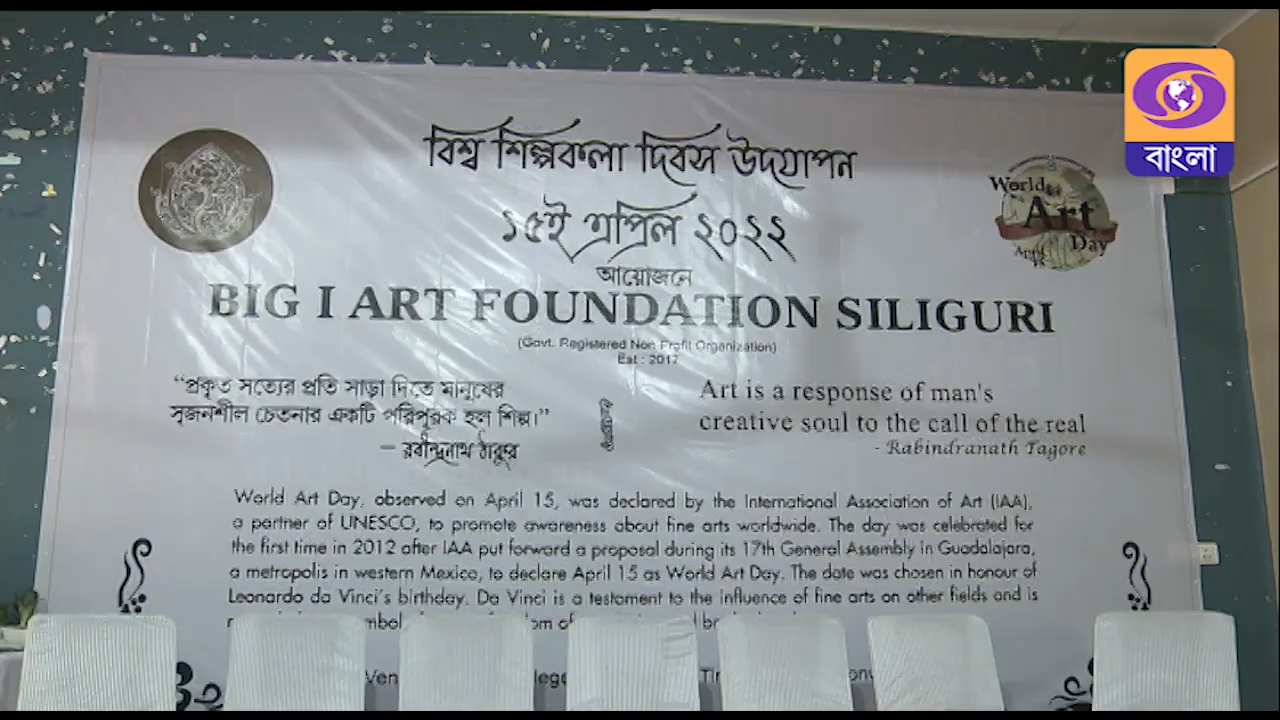 বাংলা
বিশ্ব শিল্পকলা দিবস উদযাপন
১৫ই এপ্রিল ২০২২
আয়োজনে
BIG I ART FOUNDATION SILIGURI
(Govt. Registered Non Profit Organization)
Est : 2017
World
Art
Day
April
15
“প্রকৃত সত্যের প্রতি সাড়া দিতে মানুষের
সৃজনশীল চেতনার একটি পরিপূরক হল শিল্প।”
– রবীন্দ্রনাথ ঠাকুর
Art is a response of man's
creative soul to the call of the real
- Rabindranath Tagore
World Art Day, observed on April 15, was declared by the International Association of Art (IAA),
a partner of UNESCO, to promote awareness about fine arts worldwide. The day was celebrated for
the first time in 2012 after IAA put forward a proposal during its 17th General Assembly in Guadalajara,
a metropolis in western Mexico, to declare April 15 as World Art Day. The date was chosen in honour of
Leonardo da Vinci's birthday. Da Vinci is a testament to the influence of fine arts on other fields and is